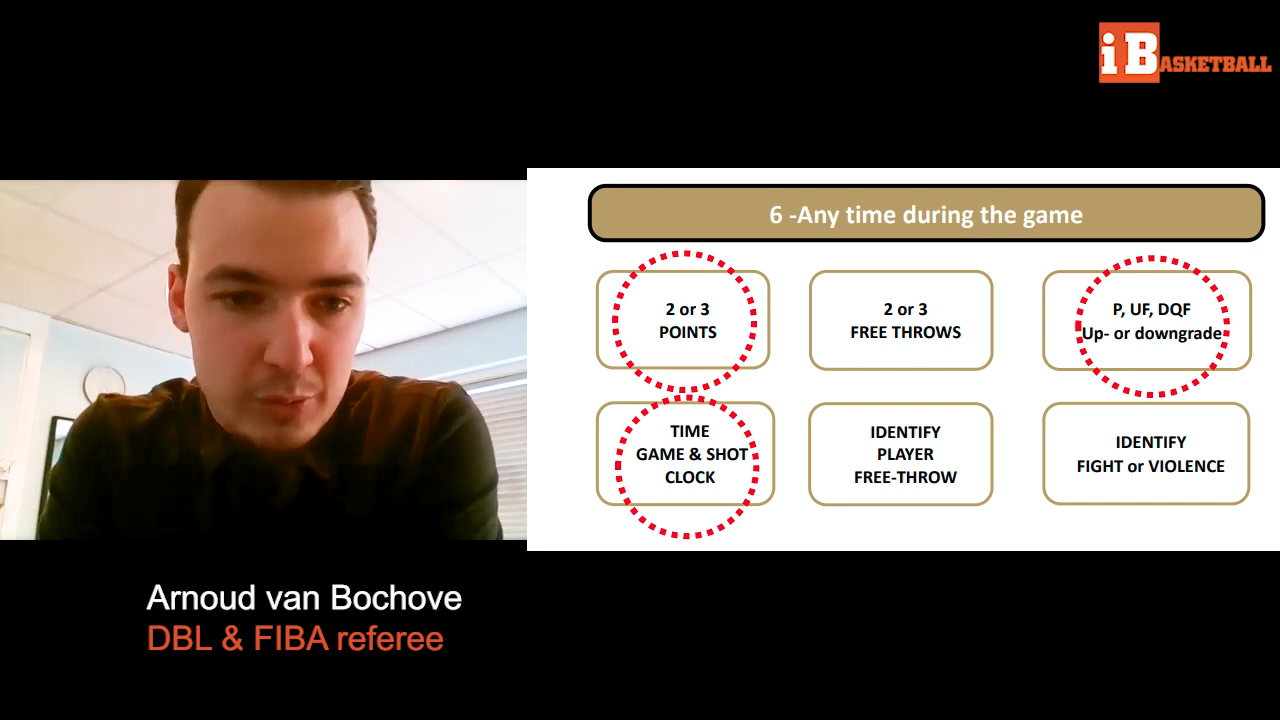 iBASKETBALL
6 -Any time during the game
2 or 3
POINTS
2 or 3
FREE THROWS
P, UF, DQF
Up- or downgrade
TIME
GAME & SHOT
CLOCK
IDENTIFY
PLAYER
FREE-THROW
IDENTIFY
FIGHT or VIOLENCE
Arnoud van Bochove
DBL & FIBA referee